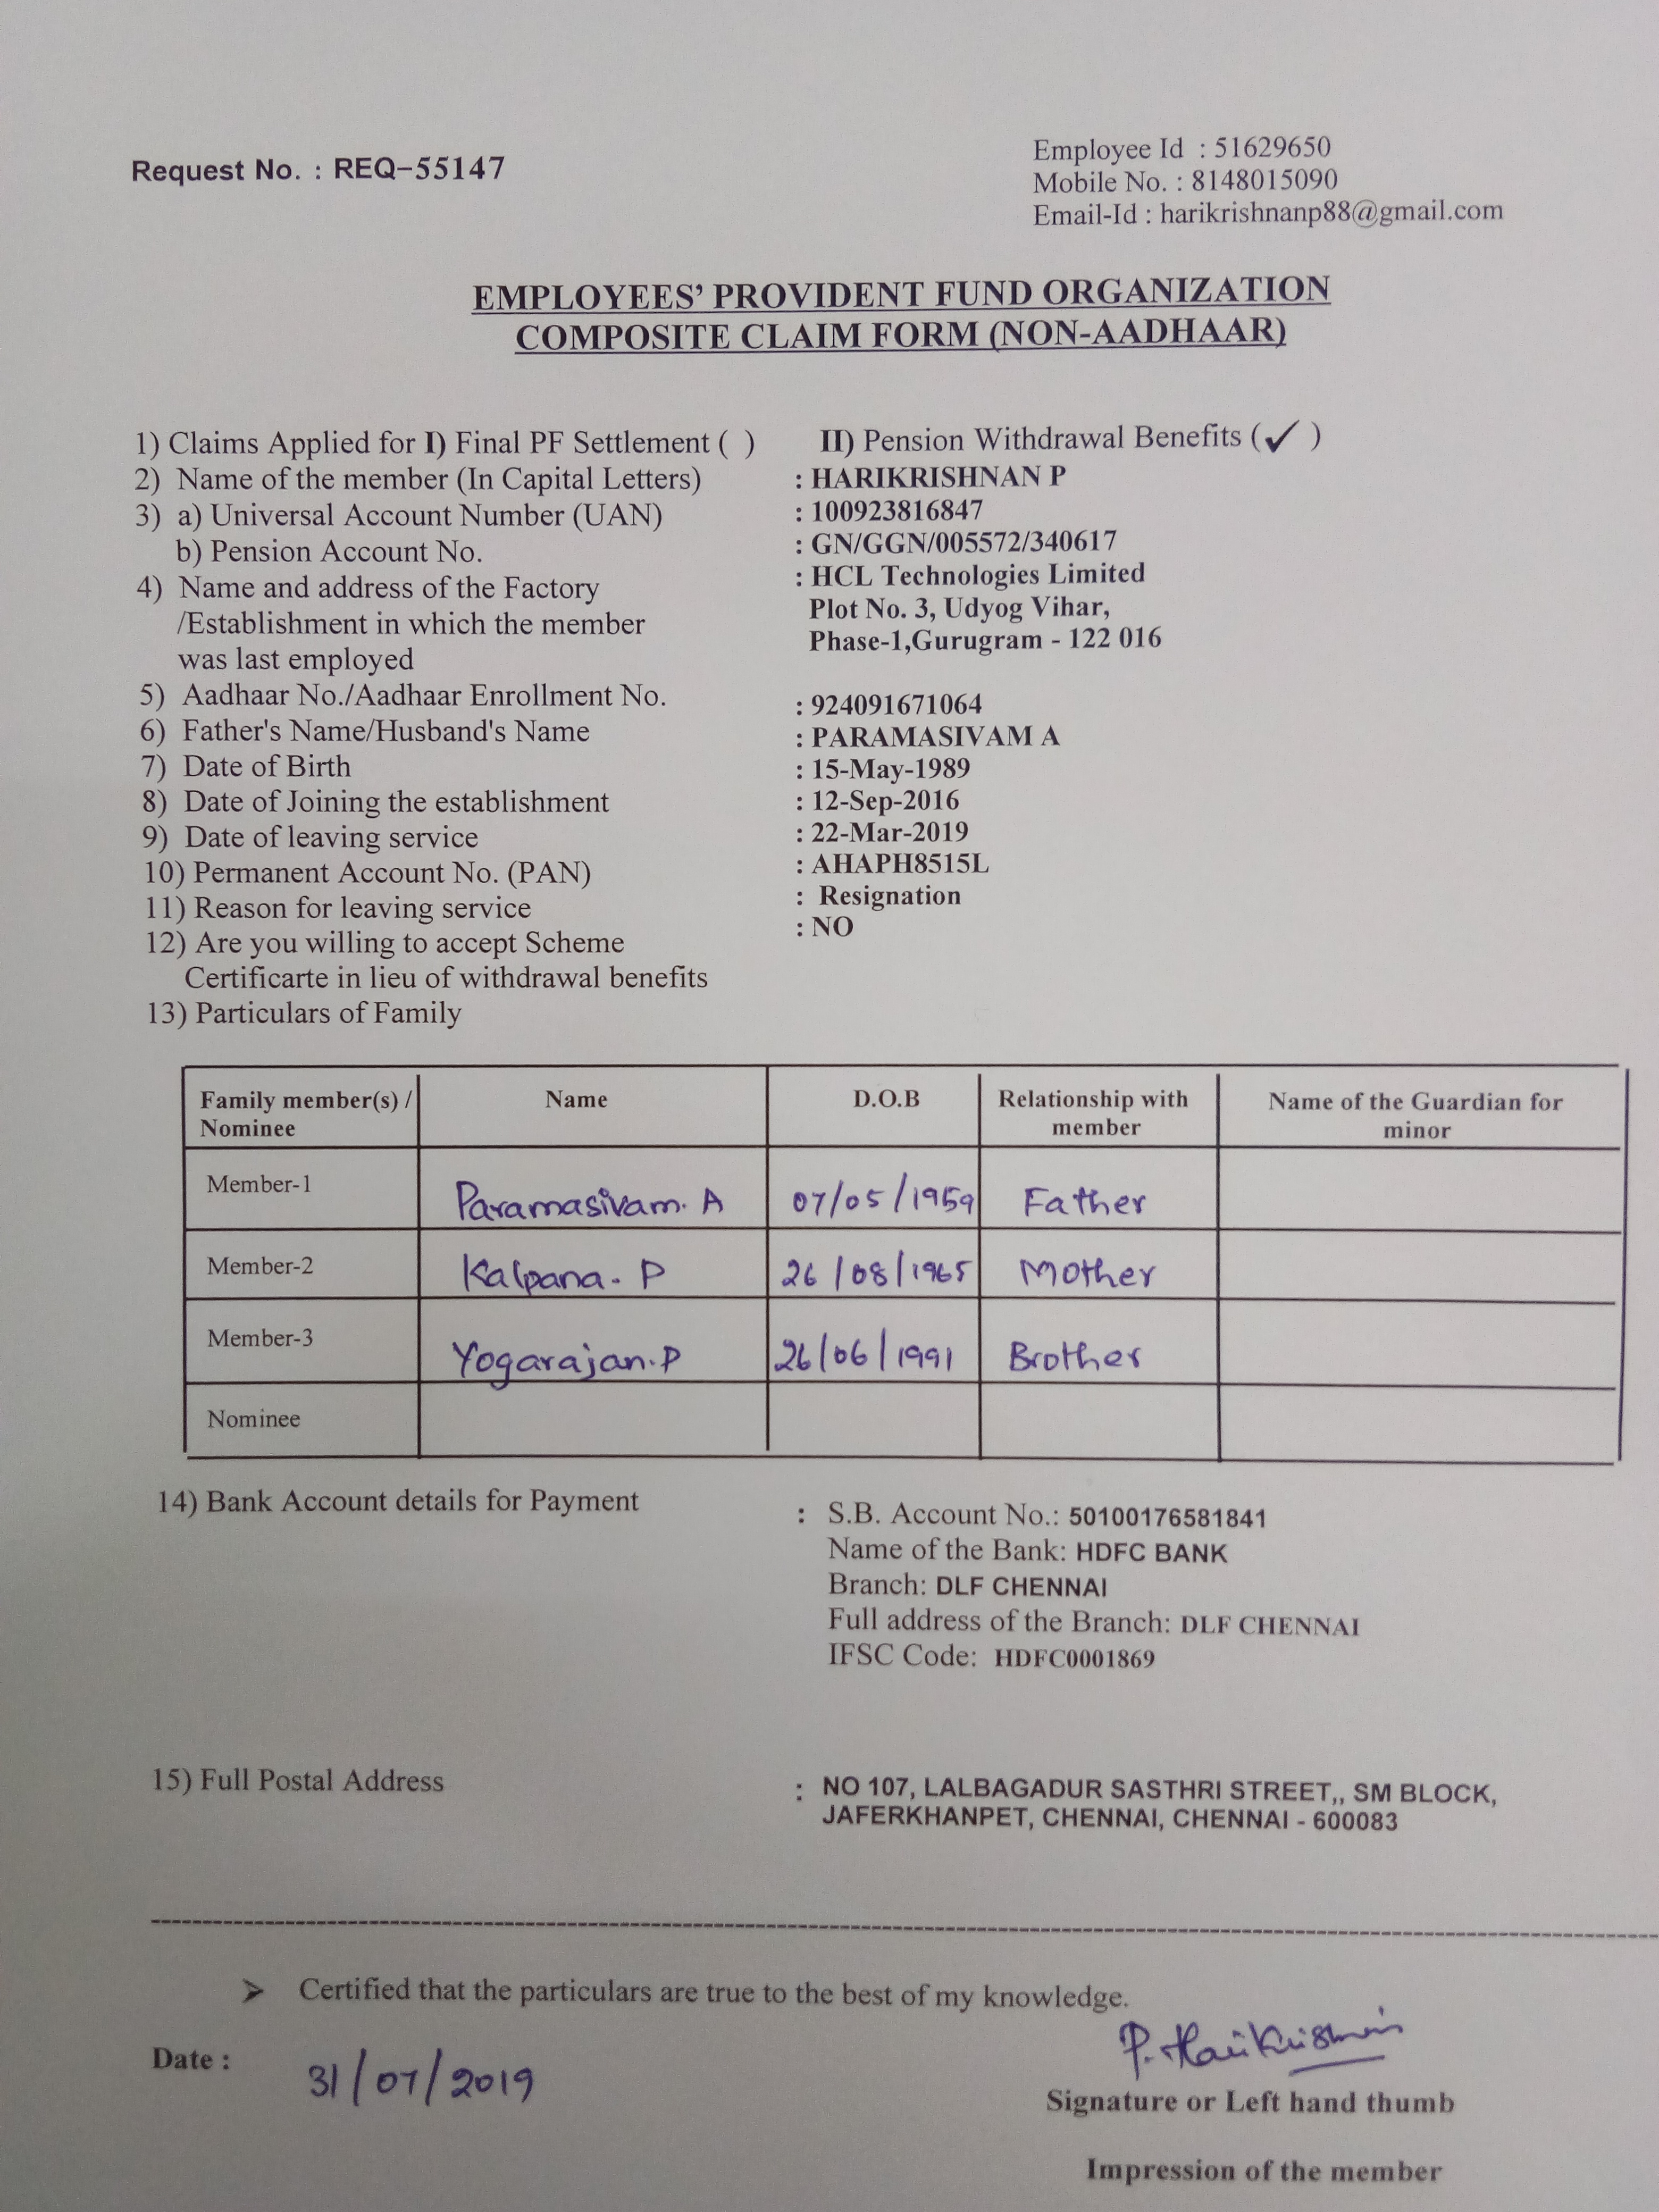 Request No. : REQ-55147
Employee Id : 51629650
Mobile No. : 8148015090
Email-Id : harikrishnanp88@gmail.com
EMPLOYEES' PROVIDENT FUND ORGANIZATION
COMPOSITE CLAIM FORM (NON-AADHAAR)
1) Claims Applied for I) Final PF Settlement ( ) II) Pension Withdrawal Benefits (✓ )
2) Name of the member (In Capital Letters) : HARIKRISHNAN P
3) a) Universal Account Number (UAN) : 100923816847
b) Pension Account No. : GN/GGN/005572/340617
4) Name and address of the Factory : HCL Technologies Limited
/Establishment in which the member Plot No. 3, Udyog Vihar,
was last employed Phase-1,Gurugram - 122 016
5) Aadhaar No./Aadhaar Enrollment No. : 924091671064
6) Father's Name/Husband's Name : PARAMASIVAM A
7) Date of Birth : 15-May-1989
8) Date of Joining the establishment : 12-Sep-2016
9) Date of leaving service : 22-Mar-2019
10) Permanent Account No. (PAN) : AHAPH8515L
11) Reason for leaving service : Resignation
12) Are you willing to accept Scheme : NO
Certificarte in lieu of withdrawal benefits
13) Particulars of Family
Family member(s) / Name D.O.B Relationship with Name of the Guardian for
Nominee member minor
Member-1 Paramasivam. A 07/05/1959 Father
Member-2 Kalpana. P 26/08/1965 Mother
Member-3 Yogarajan.P 26/06/1991 Brother
Nominee
14) Bank Account details for Payment : S.B. Account No.: 50100176581841
Name of the Bank: HDFC BANK
Branch: DLF CHENNAI
Full address of the Branch: DLF CHENNAI
IFSC Code: HDFC0001869
15) Full Postal Address : NO 107, LALBAGADUR SASTHRI STREET,, SM BLOCK,
JAFERKHANPET, CHENNAI, CHENNAI - 600083
➢ Certified that the particulars are true to the best of my knowledge.
P. Harikrishnan
Date : 31/07/2019
Signature or Left hand thumb
Impression of the member